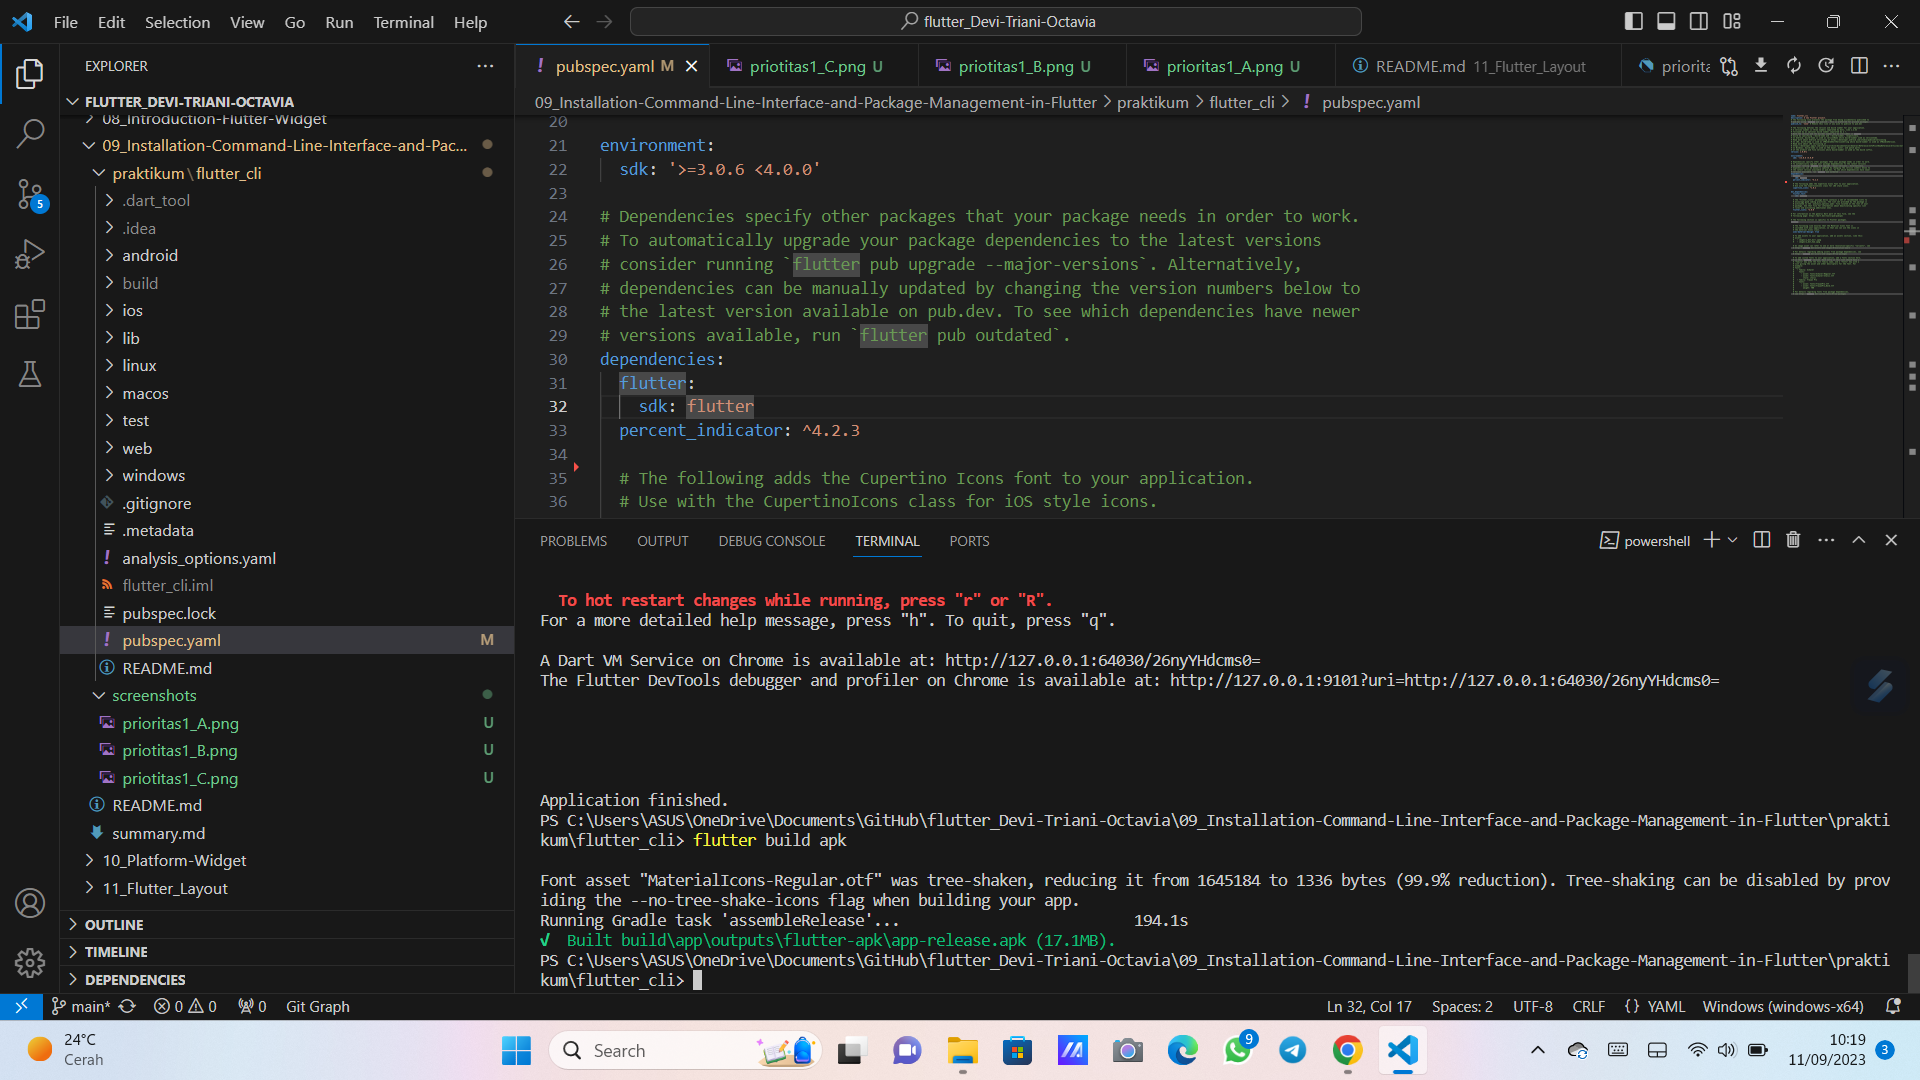 File Edit Selection View Go Run Terminal Help
flutter_Devi-Triani-Octavia
EXPLORER
FLUTTER_DEVI-TRIANI-OCTAVIA
08_Introduction-Flutter-Widget
09_Installation-Command-Line-Interface-and-Pac...
praktikum\flutter_cli
.dart_tool
.idea
android
build
ios
lib
linux
macos
test
web
windows
.gitignore
.metadata
analysis_options.yaml
flutter_cli.iml
pubspec.lock
pubspec.yaml M
README.md
screenshots
prioritas1_A.png U
priotitas1_B.png U
priotitas1_C.png U
README.md
summary.md
10_Platform-Widget
11_Flutter_Layout
OUTLINE
TIMELINE
DEPENDENCIES
5
! pubspec.yaml M priotitas1_C.png U priotitas1_B.png U prioritas1_A.png U README.md 11_Flutter_Layout priorita
09_Installation-Command-Line-Interface-and-Package-Management-in-Flutter > praktikum > flutter_cli > ! pubspec.yaml
20
21 environment:
22 sdk: '>=3.0.6 <4.0.0'
23
24 # Dependencies specify other packages that your package needs in order to work.
25 # To automatically upgrade your package dependencies to the latest versions
26 # consider running `flutter pub upgrade --major-versions`. Alternatively,
27 # dependencies can be manually updated by changing the version numbers below to
28 # the latest version available on pub.dev. To see which dependencies have newer
29 # versions available, run `flutter pub outdated`.
30 dependencies:
31 flutter:
32 sdk: flutter
33 percent_indicator: ^4.2.3
34
35 # The following adds the Cupertino Icons font to your application.
36 # Use with the CupertinoIcons class for iOS style icons.
PROBLEMS OUTPUT DEBUG CONSOLE TERMINAL PORTS
powershell
To hot restart changes while running, press "r" or "R".
For a more detailed help message, press "h". To quit, press "q".
A Dart VM Service on Chrome is available at: http://127.0.0.1:64030/26nyYHdcms0=
The Flutter DevTools debugger and profiler on Chrome is available at: http://127.0.0.1:9101?uri=http://127.0.0.1:64030/26nyYHdcms0=
Application finished.
PS C:\Users\ASUS\OneDrive\Documents\GitHub\flutter_Devi-Triani-Octavia\09_Installation-Command-Line-Interface-and-Package-Management-in-Flutter\prakti
kum\flutter_cli> flutter build apk
Font asset "MaterialIcons-Regular.otf" was tree-shaken, reducing it from 1645184 to 1336 bytes (99.9% reduction). Tree-shaking can be disabled by prov
iding the --no-tree-shake-icons flag when building your app.
Running Gradle task 'assembleRelease'... 194.1s
√ Built build\app\outputs\flutter-apk\app-release.apk (17.1MB).
PS C:\Users\ASUS\OneDrive\Documents\GitHub\flutter_Devi-Triani-Octavia\09_Installation-Command-Line-Interface-and-Package-Management-in-Flutter\prakti
kum\flutter_cli>
main* 0 0 0 Git Graph Ln 32, Col 17 Spaces: 2 UTF-8 CRLF {} YAML Windows (windows-x64)
24°C
Cerah
Search
9
10:19
11/09/2023
3